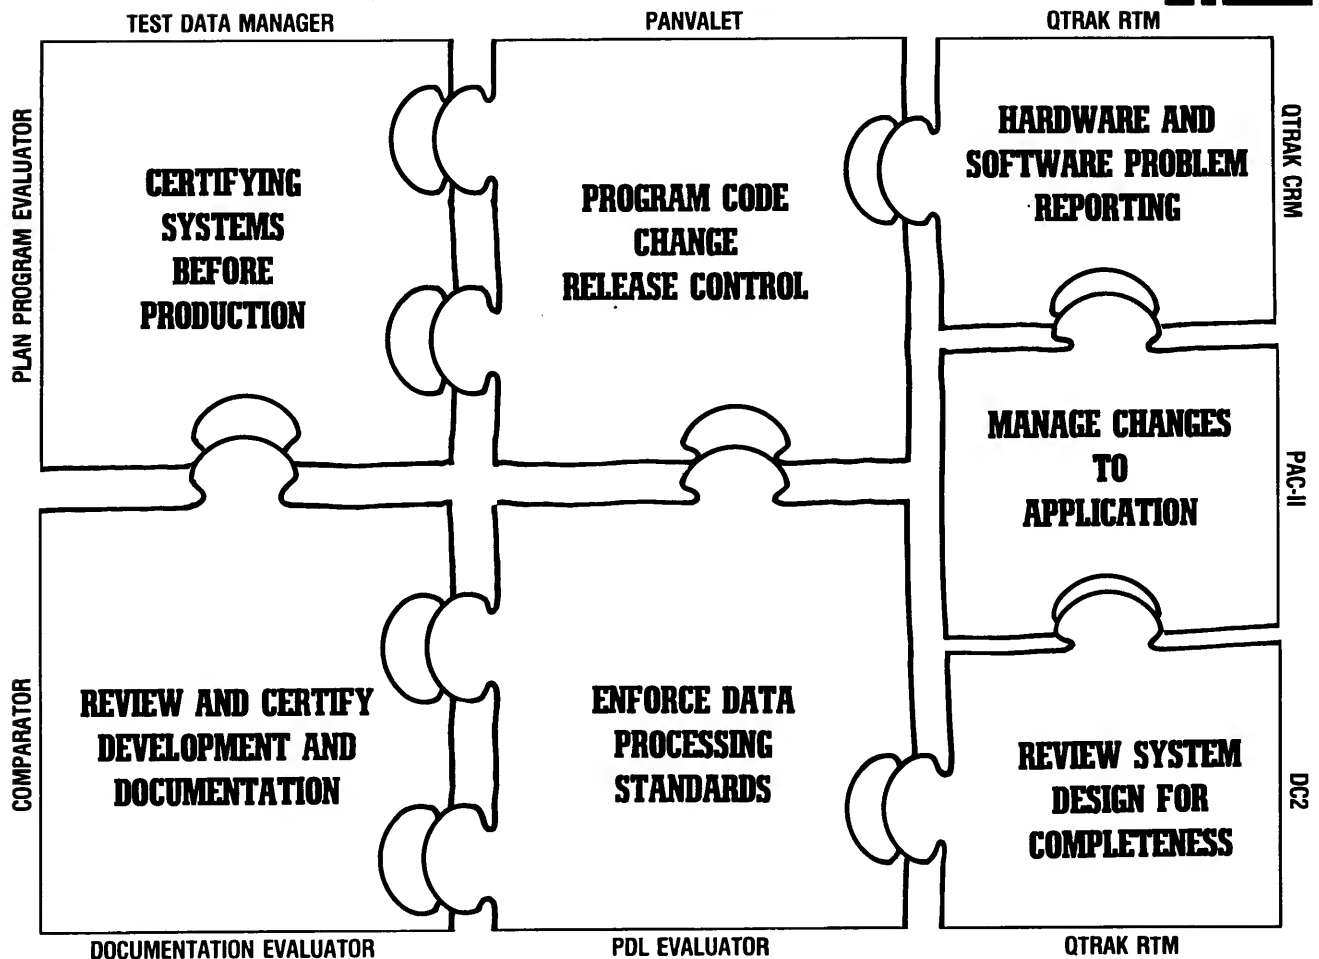 TEST DATA MANAGER
PANVALET
QTRAK RTM
PLAN PROGRAM EVALUATOR
CERTIFYING
SYSTEMS
BEFORE
PRODUCTION
PROGRAM CODE
CHANGE
RELEASE CONTROL
HARDWARE AND
SOFTWARE PROBLEM
REPORTING
QTRAK CRM
MANAGE CHANGES
TO
APPLICATION
PAC-II
COMPARATOR
REVIEW AND CERTIFY
DEVELOPMENT AND
DOCUMENTATION
ENFORCE DATA
PROCESSING
STANDARDS
REVIEW SYSTEM
DESIGN FOR
COMPLETENESS
DC2
DOCUMENTATION EVALUATOR
PDL EVALUATOR
QTRAK RTM